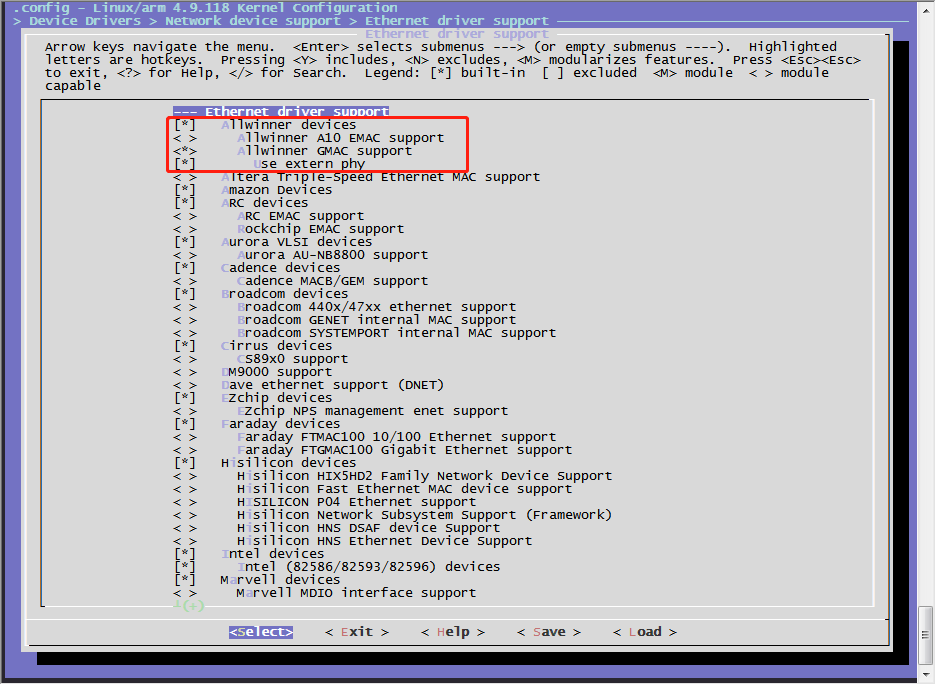 .config - Linux/arm 4.9.118 Kernel Configuration
> Device Drivers > Network device support > Ethernet driver support
Ethernet driver support
Arrow keys navigate the menu. <Enter> selects submenus ---> (or empty submenus ----). Highlighted
letters are hotkeys. Pressing <Y> includes, <N> excludes, <M> modularizes features. Press <Esc><Esc>
to exit, <?> for Help, </> for Search. Legend: [*] built-in [ ] excluded <M> module < > module
capable
--- Ethernet driver support
[*] Allwinner devices
< > Allwinner A10 EMAC support
<*> Allwinner GMAC support
[*] Use extern phy
< > Altera Triple-Speed Ethernet MAC support
[*] Amazon Devices
[*] ARC devices
< > ARC EMAC support
< > Rockchip EMAC support
[*] Aurora VLSI devices
< > Aurora AU-NB8800 support
[*] Cadence devices
< > Cadence MACB/GEM support
[*] Broadcom devices
< > Broadcom 440x/47xx ethernet support
< > Broadcom GENET internal MAC support
< > Broadcom SYSTEMPORT internal MAC support
[*] Cirrus devices
< > CS89x0 support
< > DM9000 support
< > Dave ethernet support (DNET)
[*] EZchip devices
< > EZchip NPS management enet support
[*] Faraday devices
< > Faraday FTMAC100 10/100 Ethernet support
< > Faraday FTGMAC100 Gigabit Ethernet support
[*] Hisilicon devices
< > Hisilicon HIX5HD2 Family Network Device Support
< > Hisilicon Fast Ethernet MAC device support
< > HISILICON P04 Ethernet support
< > Hisilicon Network Subsystem Support (Framework)
< > Hisilicon HNS DSAF device Support
< > Hisilicon HNS Ethernet Device Support
[*] Intel devices
[*] Intel (82586/82593/82596) devices
[*] Marvell devices
< > Marvell MDIO interface support
┴(+)
<Select> < Exit > < Help > < Save > < Load >